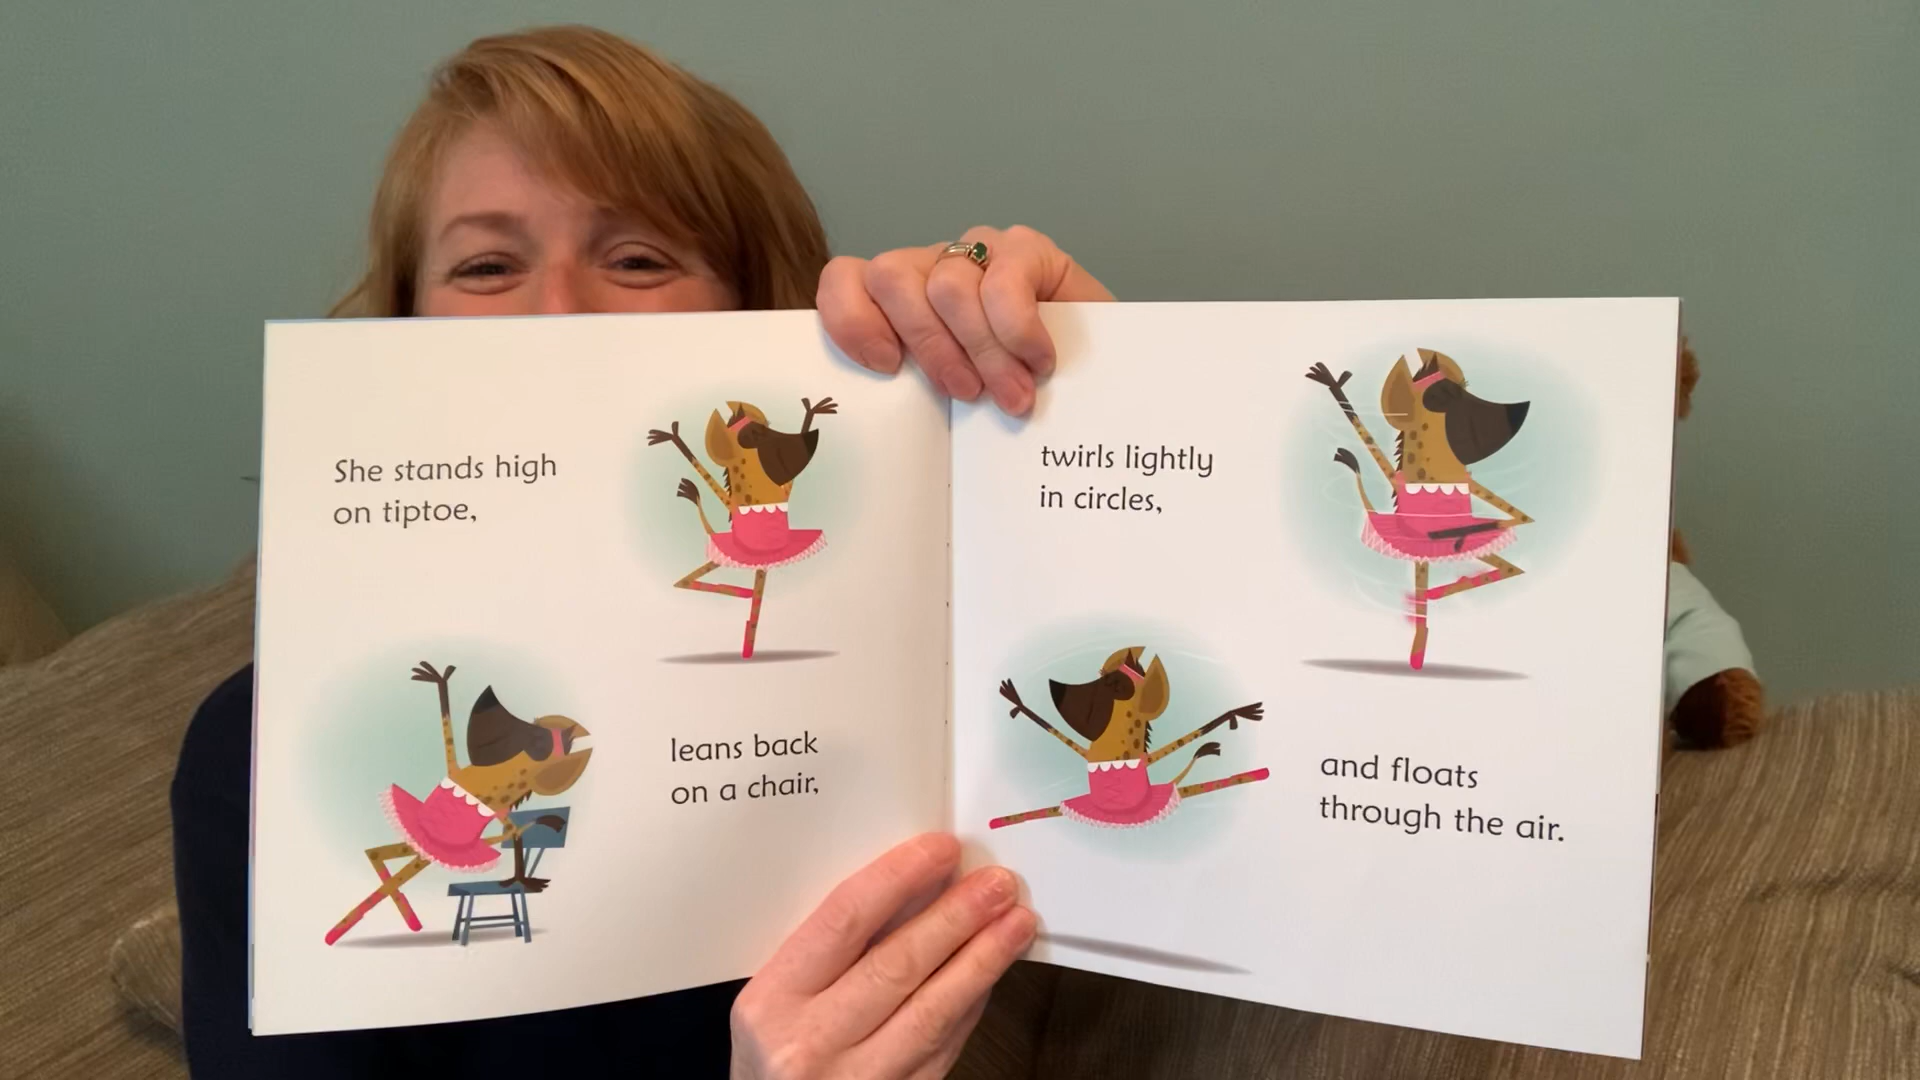 She stands high
on tiptoe,
leans back
on a chair,
twirls lightly
in circles,
and floats
through the air.